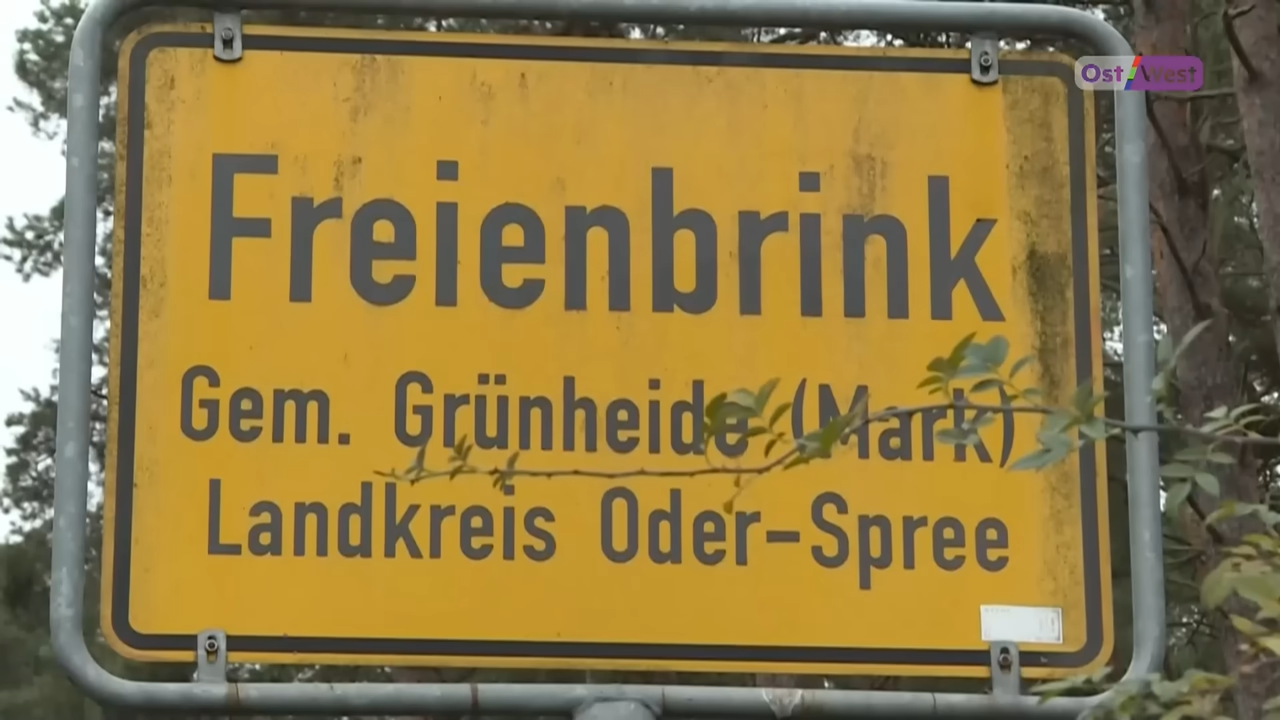 Ost West
Freienbrink
Gem. Grünheide (Mark)
Landkreis Oder-Spree